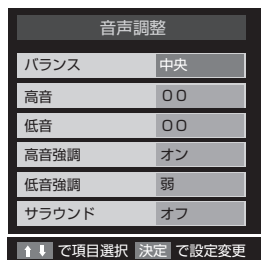 音声調整
バランス 中央
高音 00
低音 00
高音強調 オン
低音強調 弱
サラウンド オフ
⬆⬇ で項目選択 決定 で設定変更